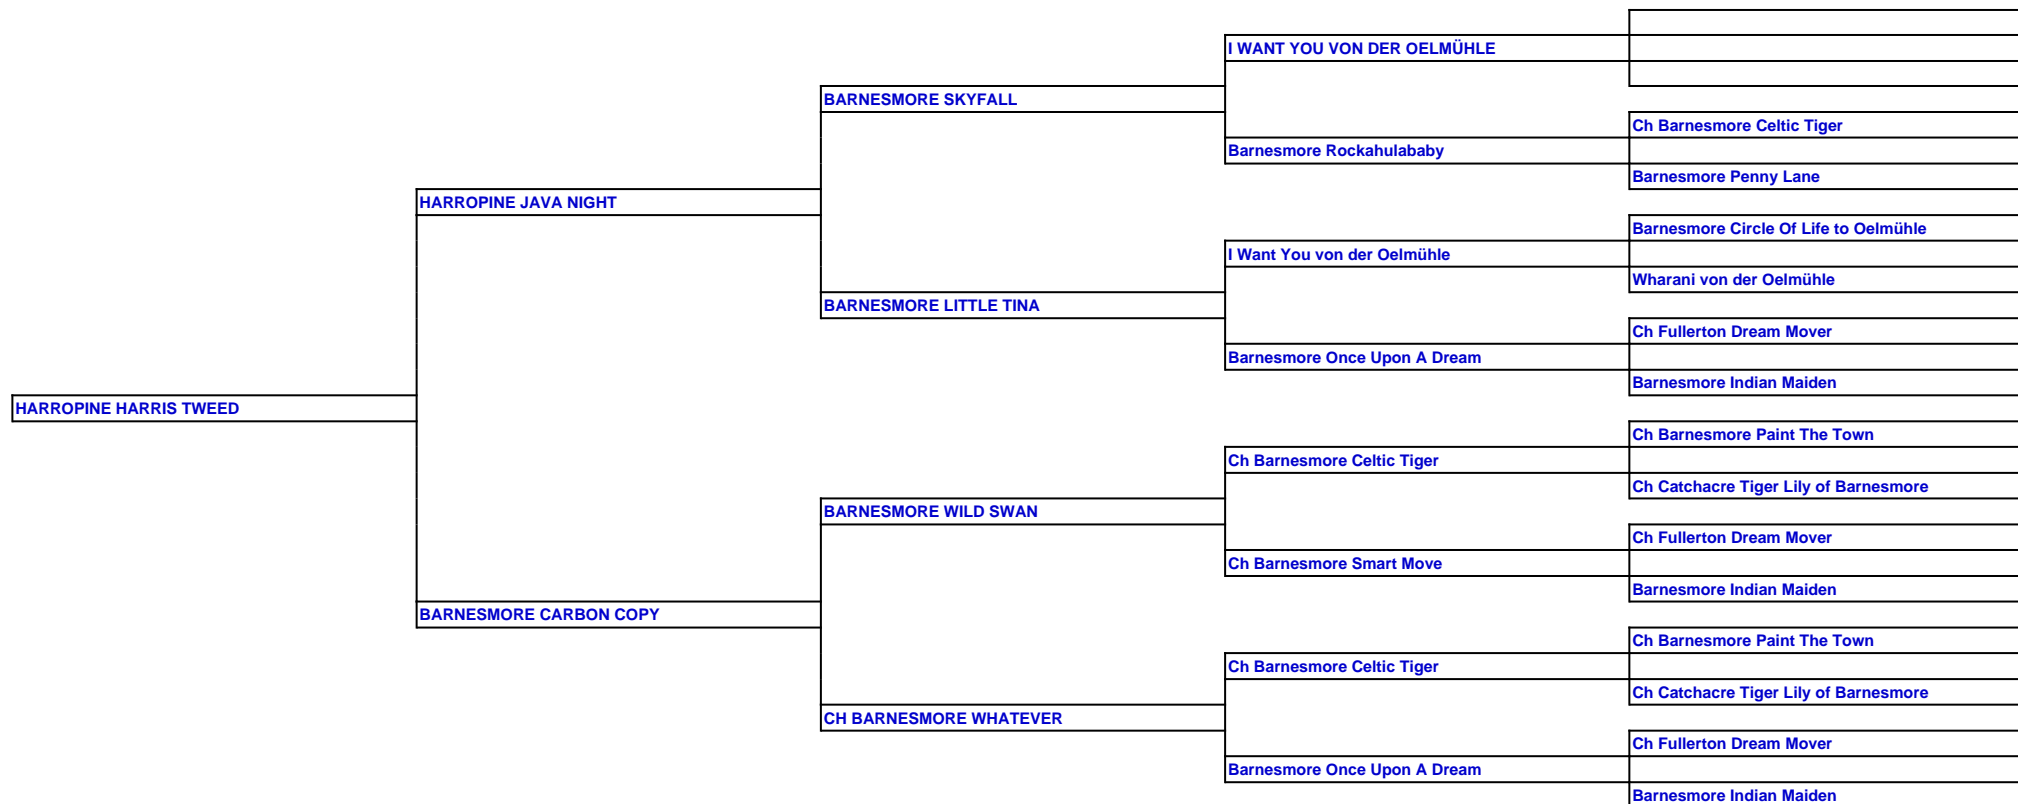 I WANT YOU VON DER OELMÜHLE
BARNESMORE SKYFALL
Ch Barnesmore Celtic Tiger
Barnesmore Rockahulababy
Barnesmore Penny Lane
HARROPINE JAVA NIGHT
Barnesmore Circle Of Life to Oelmühle
I Want You von der Oelmühle
Wharani von der Oelmühle
BARNESMORE LITTLE TINA
Ch Fullerton Dream Mover
Barnesmore Once Upon A Dream
Barnesmore Indian Maiden
HARROPINE HARRIS TWEED
Ch Barnesmore Paint The Town
Ch Barnesmore Celtic Tiger
Ch Catchacre Tiger Lily of Barnesmore
BARNESMORE WILD SWAN
Ch Fullerton Dream Mover
Ch Barnesmore Smart Move
Barnesmore Indian Maiden
BARNESMORE CARBON COPY
Ch Barnesmore Paint The Town
Ch Barnesmore Celtic Tiger
Ch Catchacre Tiger Lily of Barnesmore
CH BARNESMORE WHATEVER
Ch Fullerton Dream Mover
Barnesmore Once Upon A Dream
Barnesmore Indian Maiden